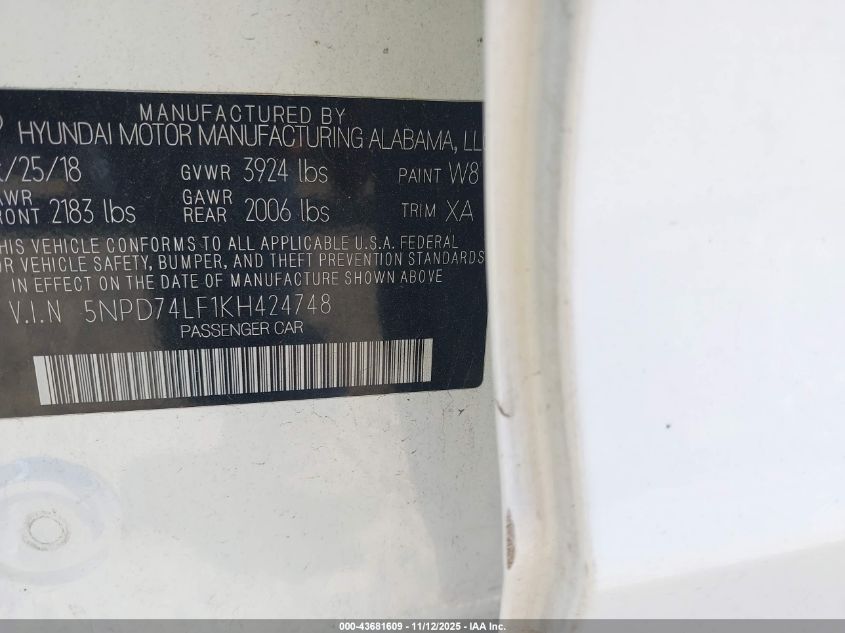 MANUFACTURED BY
HYUNDAI MOTOR MANUFACTURING ALABAMA, LL
/25/18 GVWR 3924 lbs PAINT W8
AWR GAWR
RONT 2183 lbs REAR 2006 lbs TRIM XA
HIS VEHICLE CONFORMS TO ALL APPLICABLE U.S.A. FEDERAL
OR VEHICLE SAFETY, BUMPER, AND THEFT PREVENTION STANDARDS
IN EFFECT ON THE DATE OF MANUFACTURE SHOWN ABOVE
V.I.N 5NPD74LF1KH424748
PASSENGER CAR
000-43681609 - 11/12/2025 - IAA Inc.